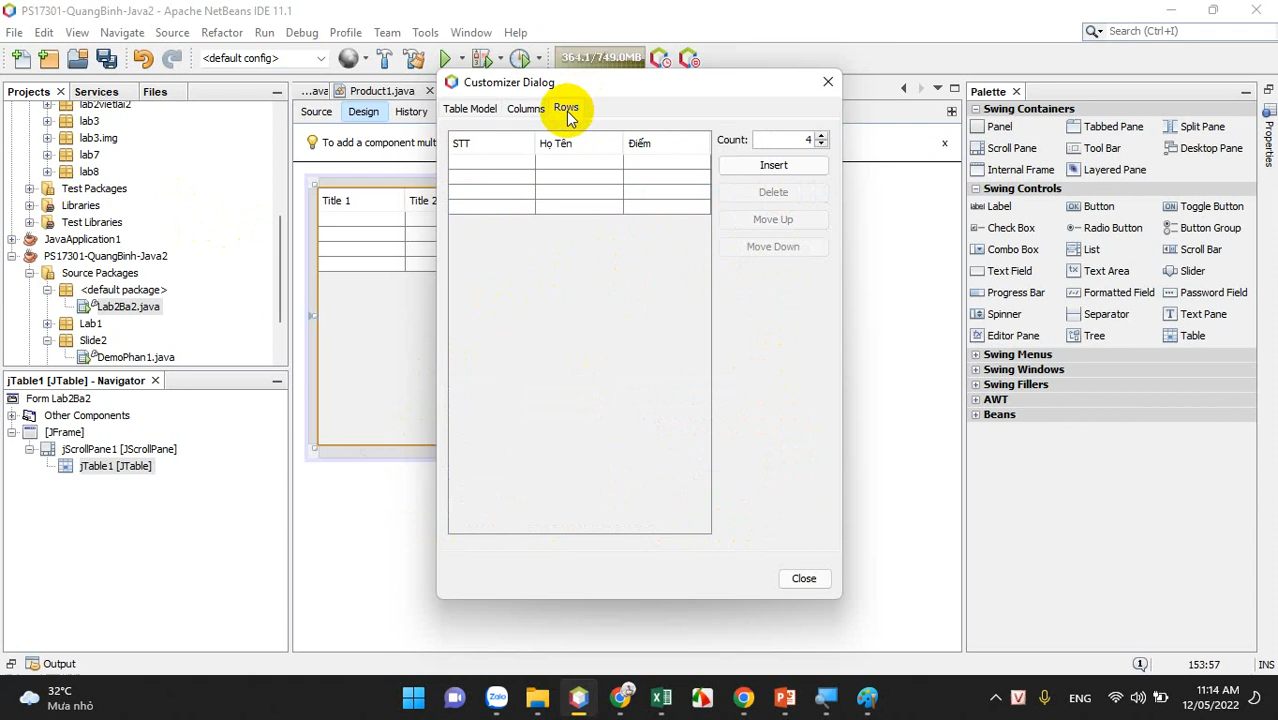 PS17301-QuangBinh-Java2 - Apache NetBeans IDE 11.1
File Edit View Navigate Source Refactor Run Debug Profile Team Tools Window Help
Search (Ctrl+I)
<default config>
364.1/749.0MB
Projects
Services
Files
lab2vietlai2
lab3
lab3.img
lab7
lab8
Test Packages
Libraries
Test Libraries
JavaApplication1
PS17301-QuangBinh-Java2
Source Packages
<default package>
Lab2Ba2.java
Lab1
Slide2
DemoPhan1.java
jTable1 [JTable] - Navigator
Form Lab2Ba2
Other Components
[JFrame]
jScrollPane1 [JScrollPane]
jTable1 [JTable]
...ava
Product1.java
Source
Design
History
To add a component mult
x
Title 1
Title 2
Customizer Dialog
Table Model
Columns
Rows
STT
Họ Tên
Điểm
Count:
4
Insert
Delete
Move Up
Move Down
Close
Palette
Swing Containers
Panel
Tabbed Pane
Split Pane
Scroll Pane
Tool Bar
Desktop Pane
Internal Frame
Layered Pane
Swing Controls
Label
Button
Toggle Button
Check Box
Radio Button
Button Group
Combo Box
List
Scroll Bar
Text Field
Text Area
Slider
Progress Bar
Formatted Field
Password Field
Spinner
Separator
Text Pane
Editor Pane
Tree
Table
Swing Menus
Swing Windows
Swing Fillers
AWT
Beans
Properties
Output
1
153:57
INS
32°C
Mưa nhỏ
ENG
11:14 AM
12/05/2022